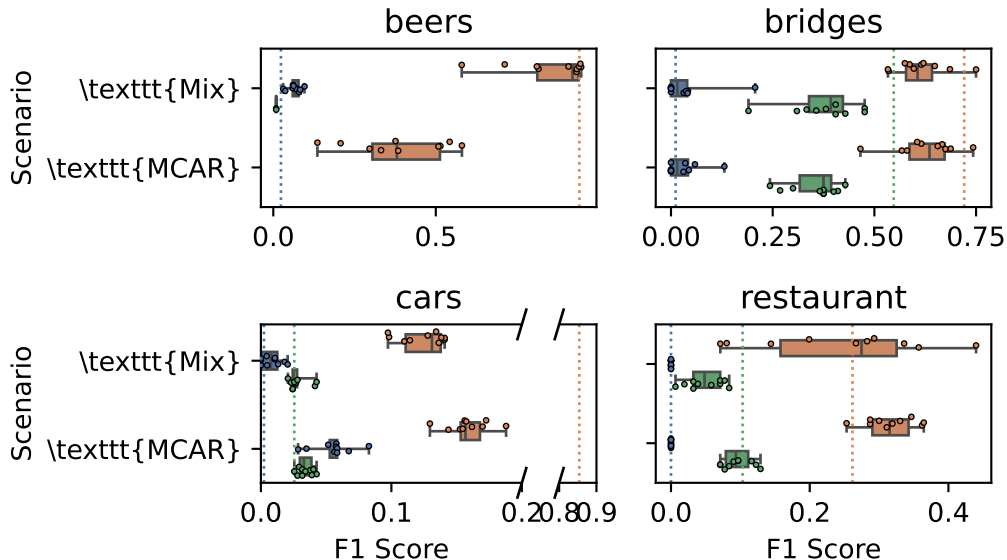 beers
bridges
Scenario
\texttt{Mix}
\texttt{MCAR}
0.0 0.5
0.00 0.25 0.50 0.75
cars
restaurant
Scenario
\texttt{Mix}
\texttt{MCAR}
0.0 0.1 0.2 0.8 0.9
0.0 0.2 0.4
F1 Score
F1 Score